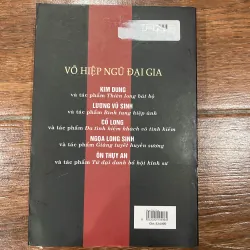 VÕ HIỆP NGŨ ĐẠI GIA
KIM DUNG
và tác phẩm Thiên long bát bộ
LƯƠNG VŨ SINH
và tác phẩm Bình tung hiệp ảnh
CỔ LONG
và tác phẩm Đa tình kiếm khách vô tình kiếm
NGỌA LONG SINH
và tác phẩm Giáng tuyết huyền sương
ÔN THỤY AN
và tác phẩm Tứ đại danh bổ hội kinh sư